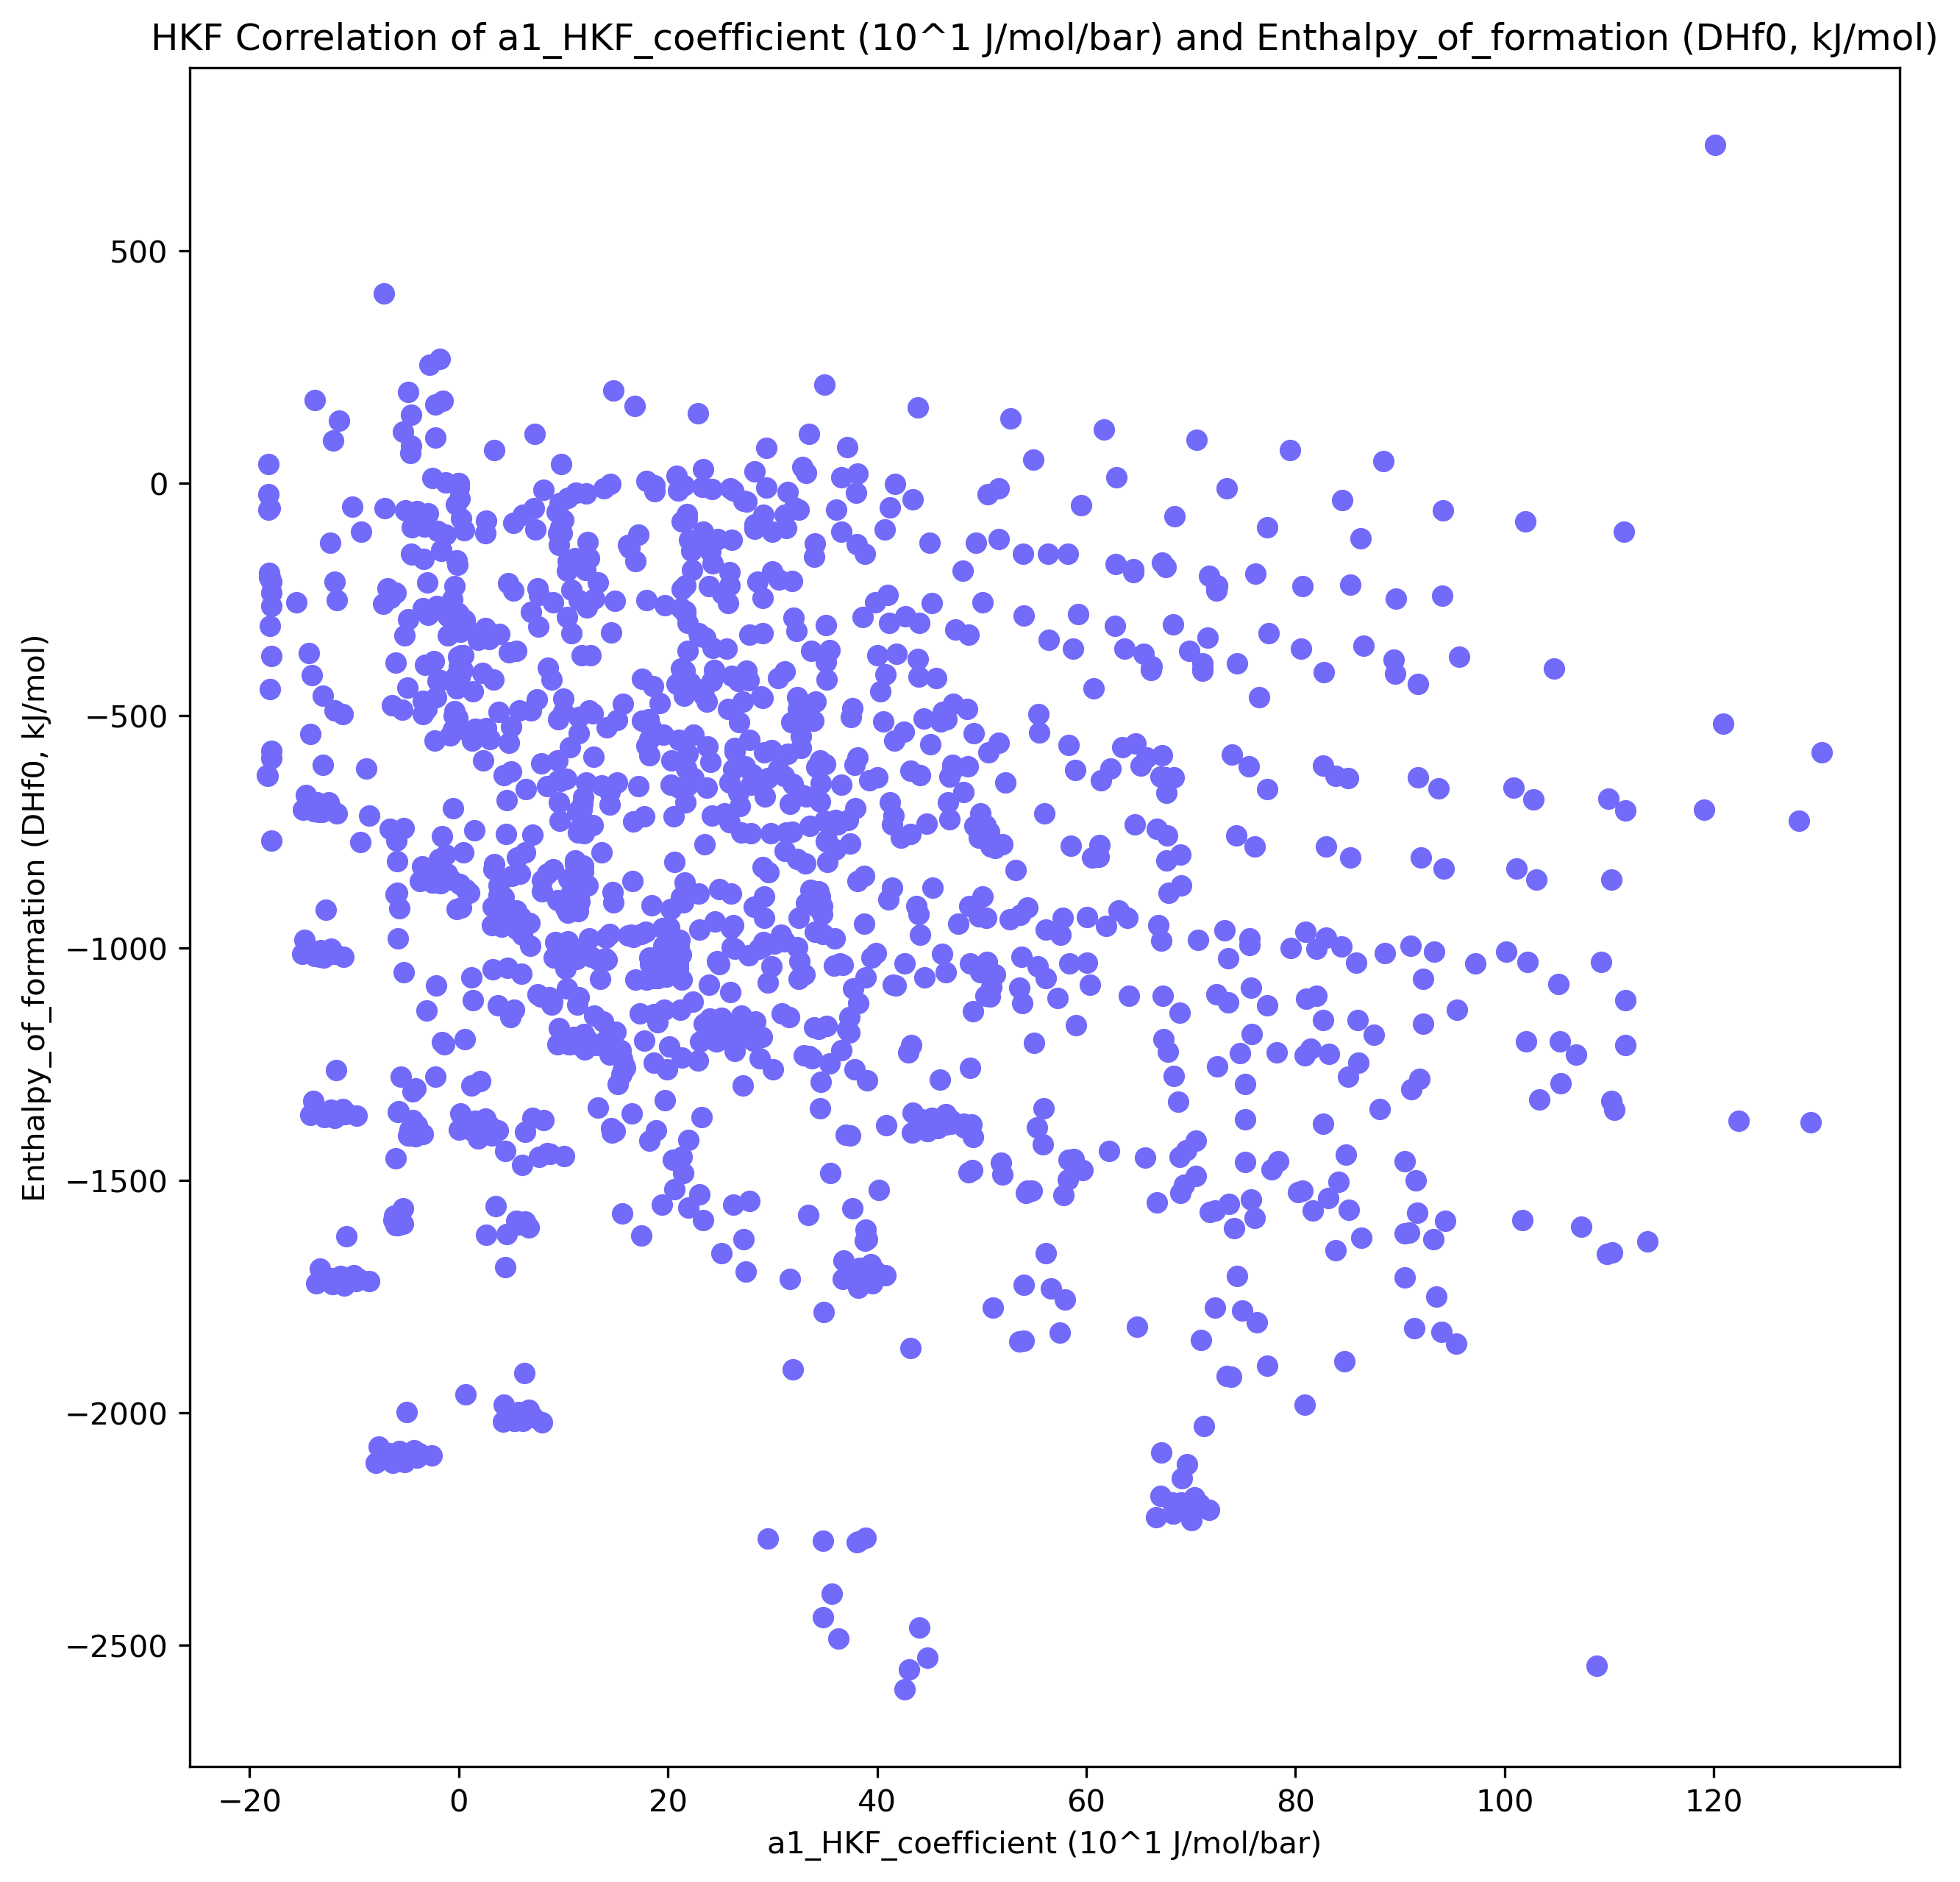 HKF Correlation of a1_HKF_coefficient (10^1 J/mol/bar) and Enthalpy_of_formation (DHf0, kJ/mol)
Enthalpy_of_formation (DHf0, kJ/mol)
500
0
−500
−1000
−1500
−2000
−2500
−20 0 20 40 60 80 100 120
a1_HKF_coefficient (10^1 J/mol/bar)